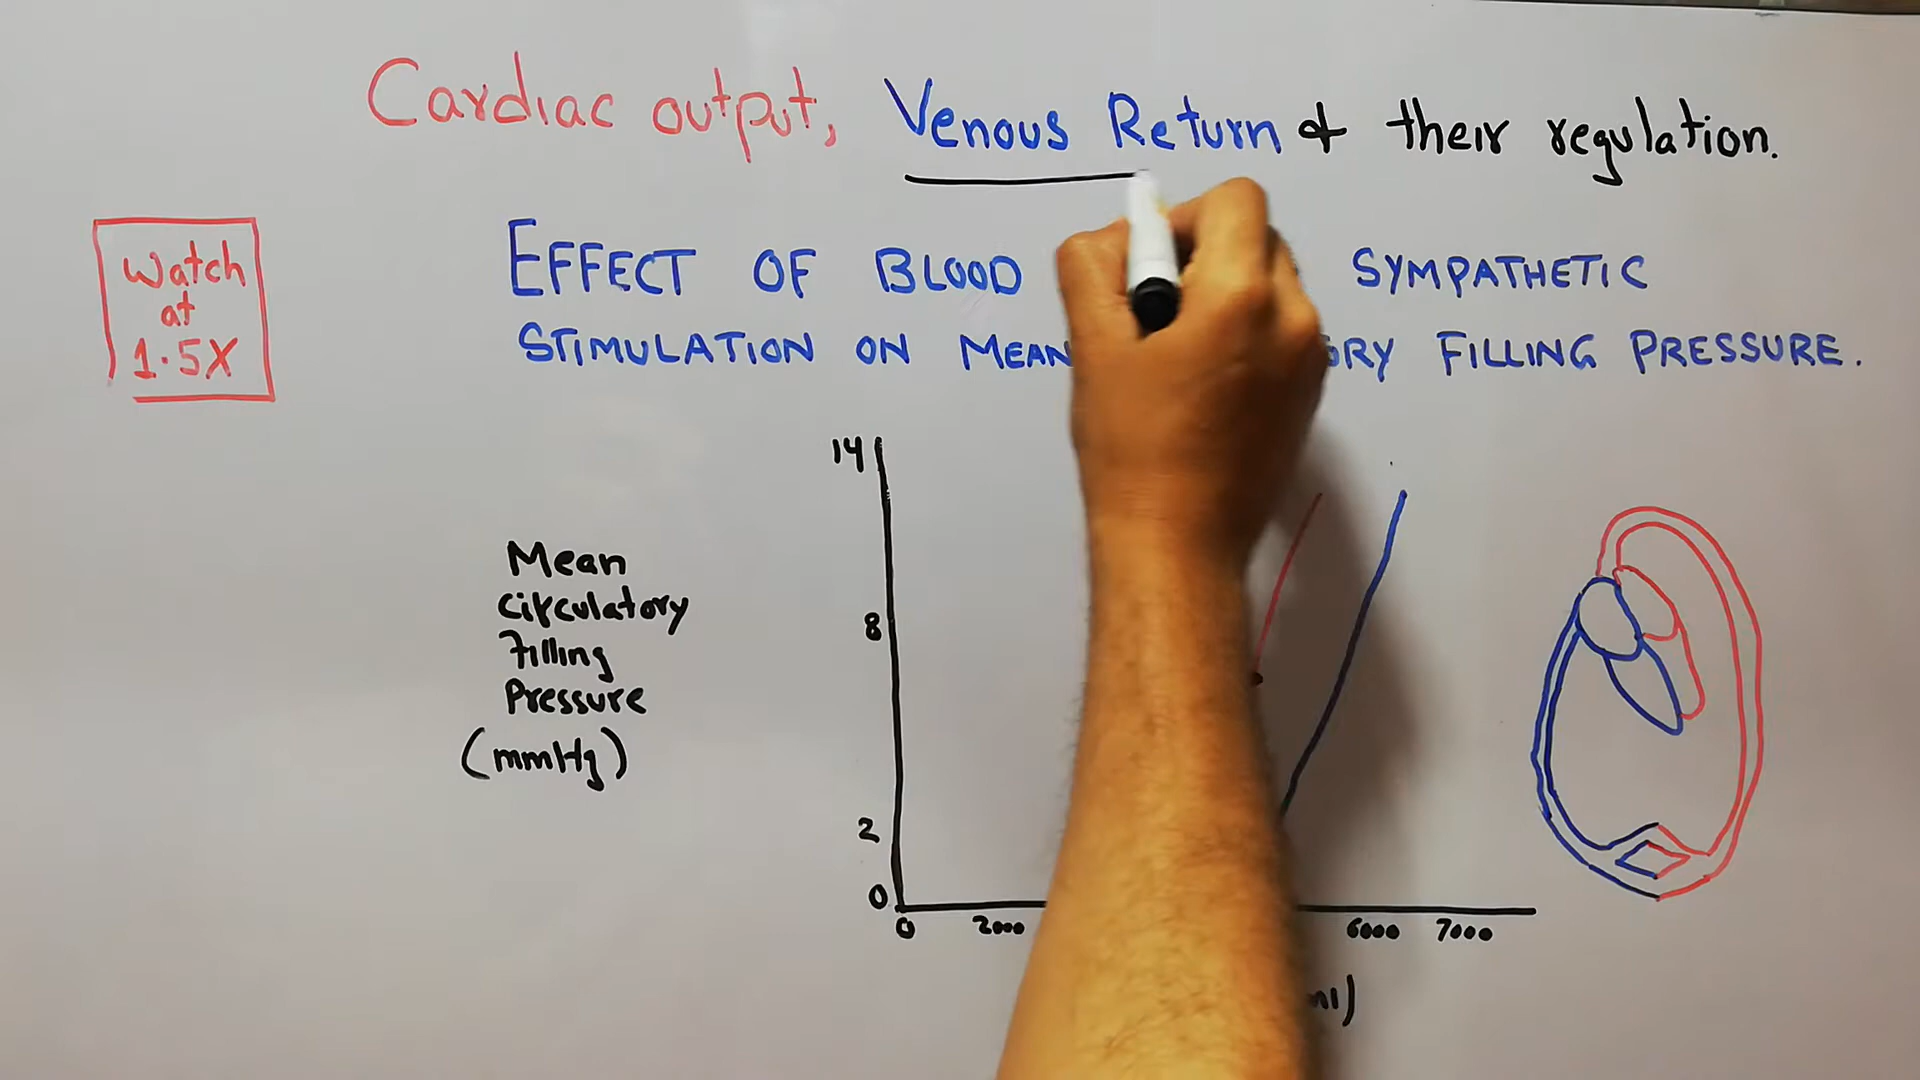 Cardiac output, Venous Return & their regulation.
Watch
at
1.5X
EFFECT OF BLOOD SYMPATHETIC
STIMULATION ON MEAN FILLING PRESSURE.
14
8
2
0
Mean
Circulatory
Filling
Pressure
(mmHg)
0 2000 6000 7000